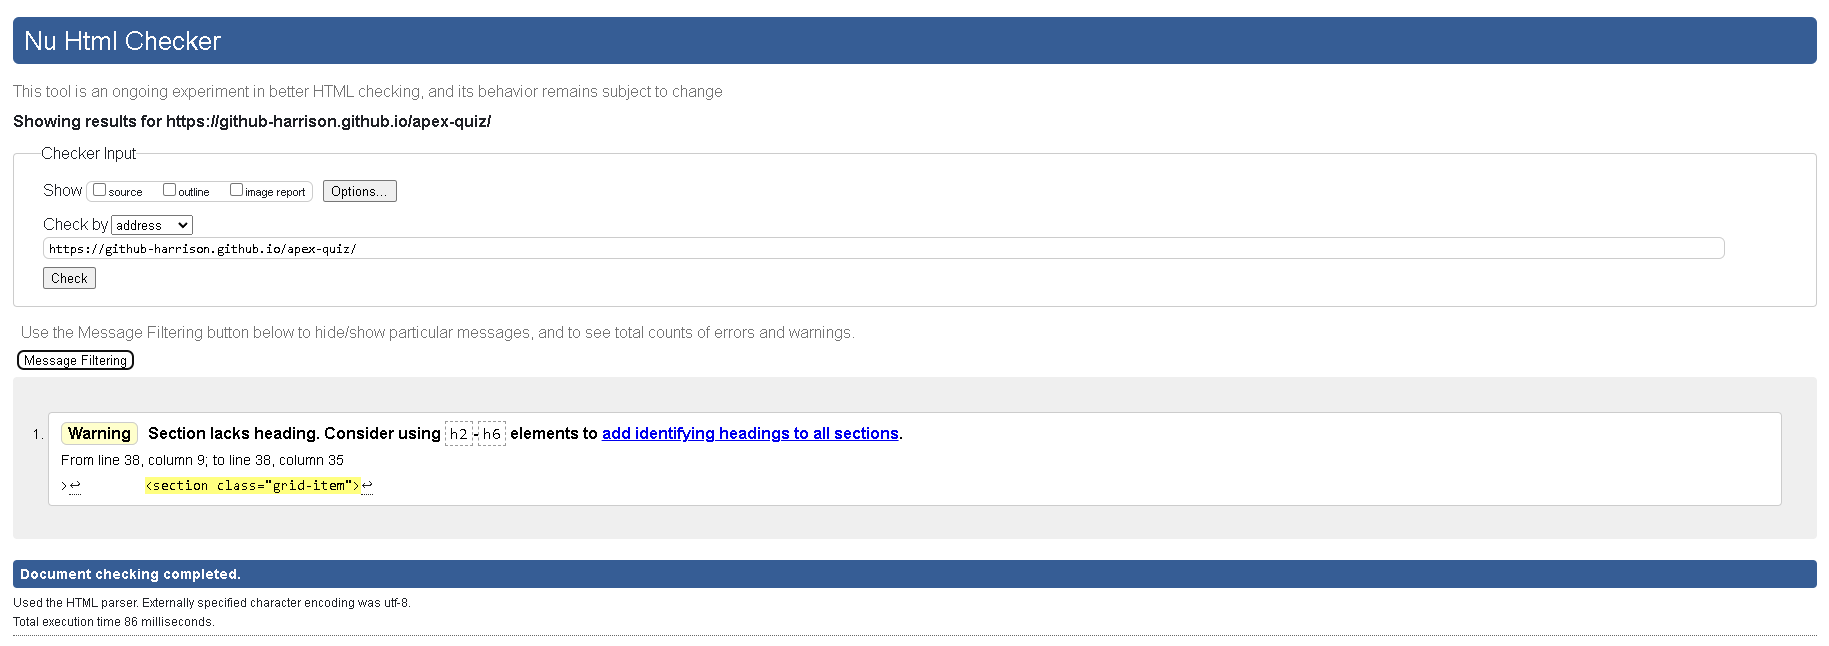 Nu Html Checker
This tool is an ongoing experiment in better HTML checking, and its behavior remains subject to change
Showing results for https://github-harrison.github.io/apex-quiz/
Checker Input
Show source outline image report Options...
Check by address
https://github-harrison.github.io/apex-quiz/
Check
Use the Message Filtering button below to hide/show particular messages, and to see total counts of errors and warnings.
Message Filtering
1. Warning Section lacks heading. Consider using h2-h6 elements to add identifying headings to all sections.
From line 38, column 9; to line 38, column 35
>↩ <section class="grid-item">↩
Document checking completed.
Used the HTML parser. Externally specified character encoding was utf-8.
Total execution time 86 milliseconds.